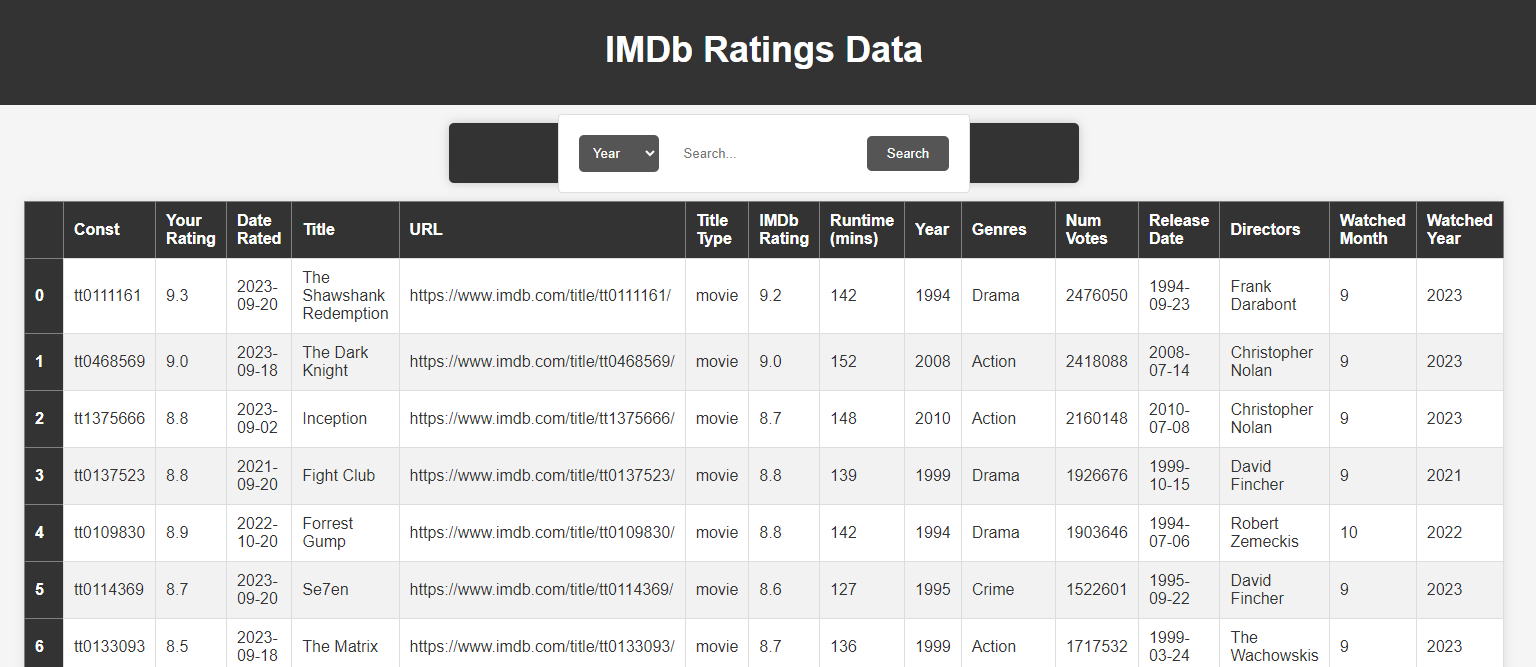 IMDb Ratings Data
Year Search... Search
Const Your Rating Date Rated Title URL Title Type IMDb Rating Runtime (mins) Year Genres Num Votes Release Date Directors Watched Month Watched Year
0 tt0111161 9.3 2023-09-20 The Shawshank Redemption https://www.imdb.com/title/tt0111161/ movie 9.2 142 1994 Drama 2476050 1994-09-23 Frank Darabont 9 2023
1 tt0468569 9.0 2023-09-18 The Dark Knight https://www.imdb.com/title/tt0468569/ movie 9.0 152 2008 Action 2418088 2008-07-14 Christopher Nolan 9 2023
2 tt1375666 8.8 2023-09-02 Inception https://www.imdb.com/title/tt1375666/ movie 8.7 148 2010 Action 2160148 2010-07-08 Christopher Nolan 9 2023
3 tt0137523 8.8 2021-09-20 Fight Club https://www.imdb.com/title/tt0137523/ movie 8.8 139 1999 Drama 1926676 1999-10-15 David Fincher 9 2021
4 tt0109830 8.9 2022-10-20 Forrest Gump https://www.imdb.com/title/tt0109830/ movie 8.8 142 1994 Drama 1903646 1994-07-06 Robert Zemeckis 10 2022
5 tt0114369 8.7 2023-09-20 Se7en https://www.imdb.com/title/tt0114369/ movie 8.6 127 1995 Crime 1522601 1995-09-22 David Fincher 9 2023
6 tt0133093 8.5 2023-09-18 The Matrix https://www.imdb.com/title/tt0133093/ movie 8.7 136 1999 Action 1717532 1999-03-24 The Wachowskis 9 2023